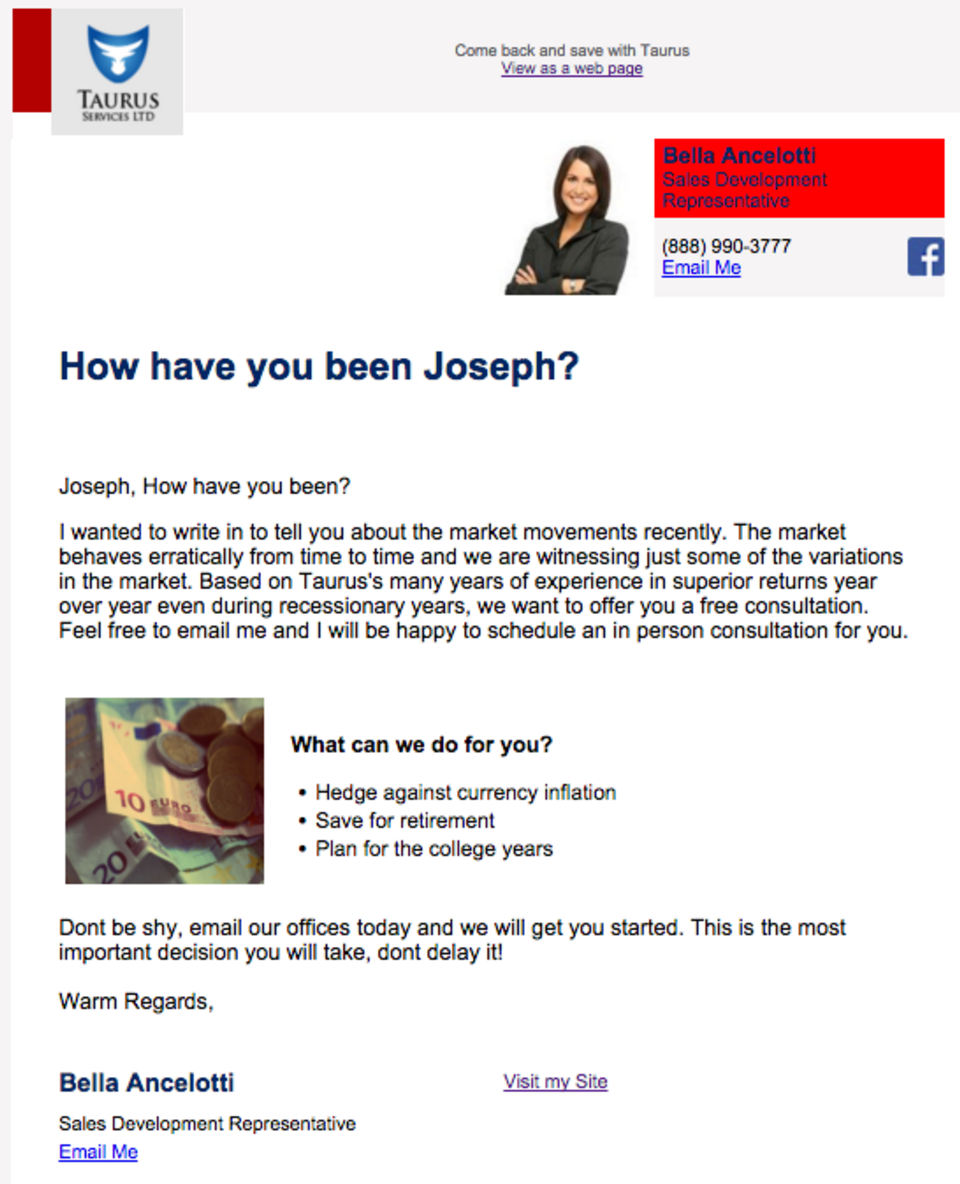 TAURUS
SERVICES LTD
Come back and save with Taurus
View as a web page
Bella Ancelotti
Sales Development
Representative
(888) 990-3777
Email Me
f
How have you been Joseph?
Joseph, How have you been?
I wanted to write in to tell you about the market movements recently. The market
behaves erratically from time to time and we are witnessing just some of the variations
in the market. Based on Taurus's many years of experience in superior returns year
over year even during recessionary years, we want to offer you a free consultation.
Feel free to email me and I will be happy to schedule an in person consultation for you.
10 EURO
20
What can we do for you?
• Hedge against currency inflation
• Save for retirement
• Plan for the college years
Dont be shy, email our offices today and we will get you started. This is the most
important decision you will take, dont delay it!
Warm Regards,
Bella Ancelotti
Visit my Site
Sales Development Representative
Email Me